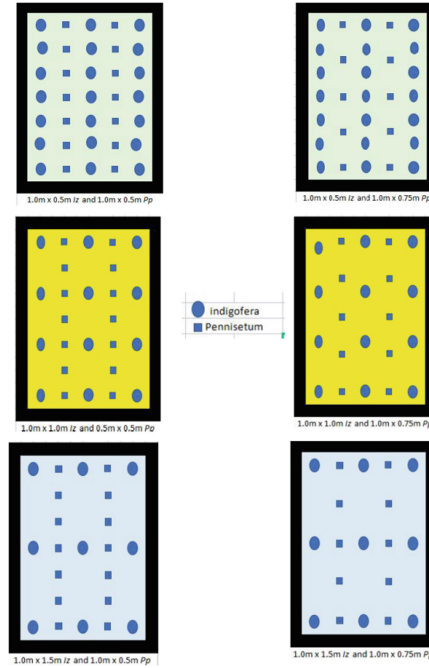 1.0m x 0.5m Iz and 1.0m x 0.5m Pp
1.0m x 0.5m Iz and 1.0m x 0.75m Pp
indigofera
Pennisetum
1.0m x 1.0m Iz and 0.5m x 0.5m Pp
1.0m x 1.0m Iz and 1.0m x 0.75m Pp
1.0m x 1.5m Iz and 1.0m x 0.5m Pp
1.0m x 1.5m Iz and 1.0m x 0.75m Pp